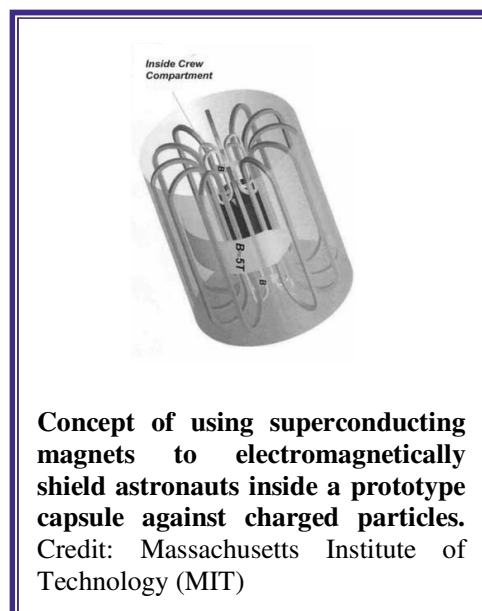 Inside Crew
Compartment
B
B
B~5T
B
Concept of using superconducting
magnets to electromagnetically
shield astronauts inside a prototype
capsule against charged particles.
Credit: Massachusetts Institute of
Technology (MIT)